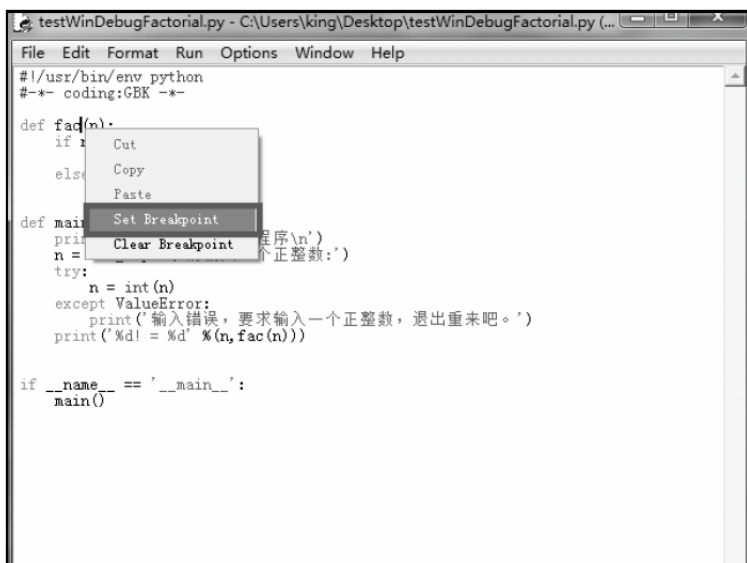 testWinDebugFactorial.py - C:\Users\king\Desktop\testWinDebugFactorial.py (...
File Edit Format Run Options Window Help
#!/usr/bin/env python
#-*- coding:GBK -*-
def fac(n):
if
Cut
Copy
else
Paste
Set Breakpoint
def main
Clear Breakpoint
程序\n')
n = 个正整数:')
try:
n = int(n)
except ValueError:
print('输入错误，要求输入一个正整数，退出重来吧。')
print('%d! = %d' %(n,fac(n)))
if __name__ == '__main__':
main()